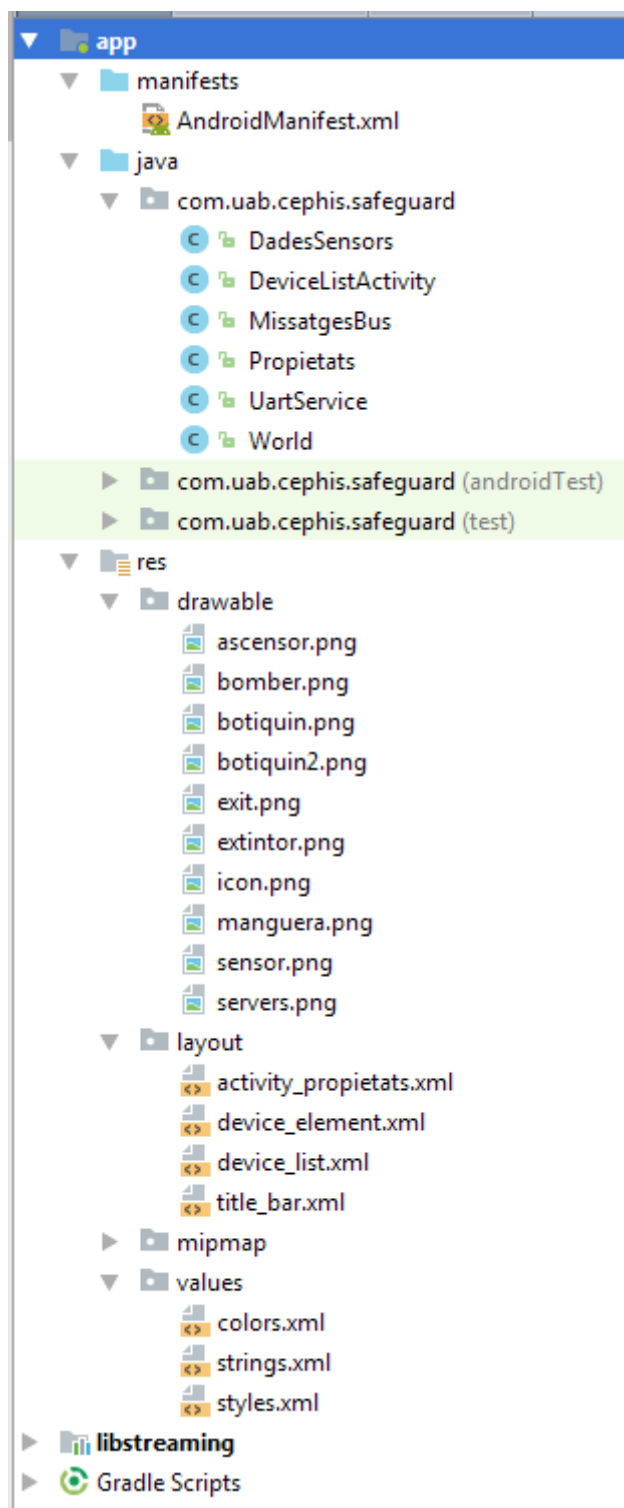 app
manifests
AndroidManifest.xml
java
com.uab.cephis.safeguard
C DadesSensors
C DeviceListActivity
C MissatgesBus
C Propietats
C UartService
C World
com.uab.cephis.safeguard (androidTest)
com.uab.cephis.safeguard (test)
res
drawable
ascensor.png
bomber.png
botiquin.png
botiquin2.png
exit.png
extintor.png
icon.png
manguera.png
sensor.png
servers.png
layout
activity_propietats.xml
device_element.xml
device_list.xml
title_bar.xml
mipmap
values
colors.xml
strings.xml
styles.xml
libstreaming
Gradle Scripts